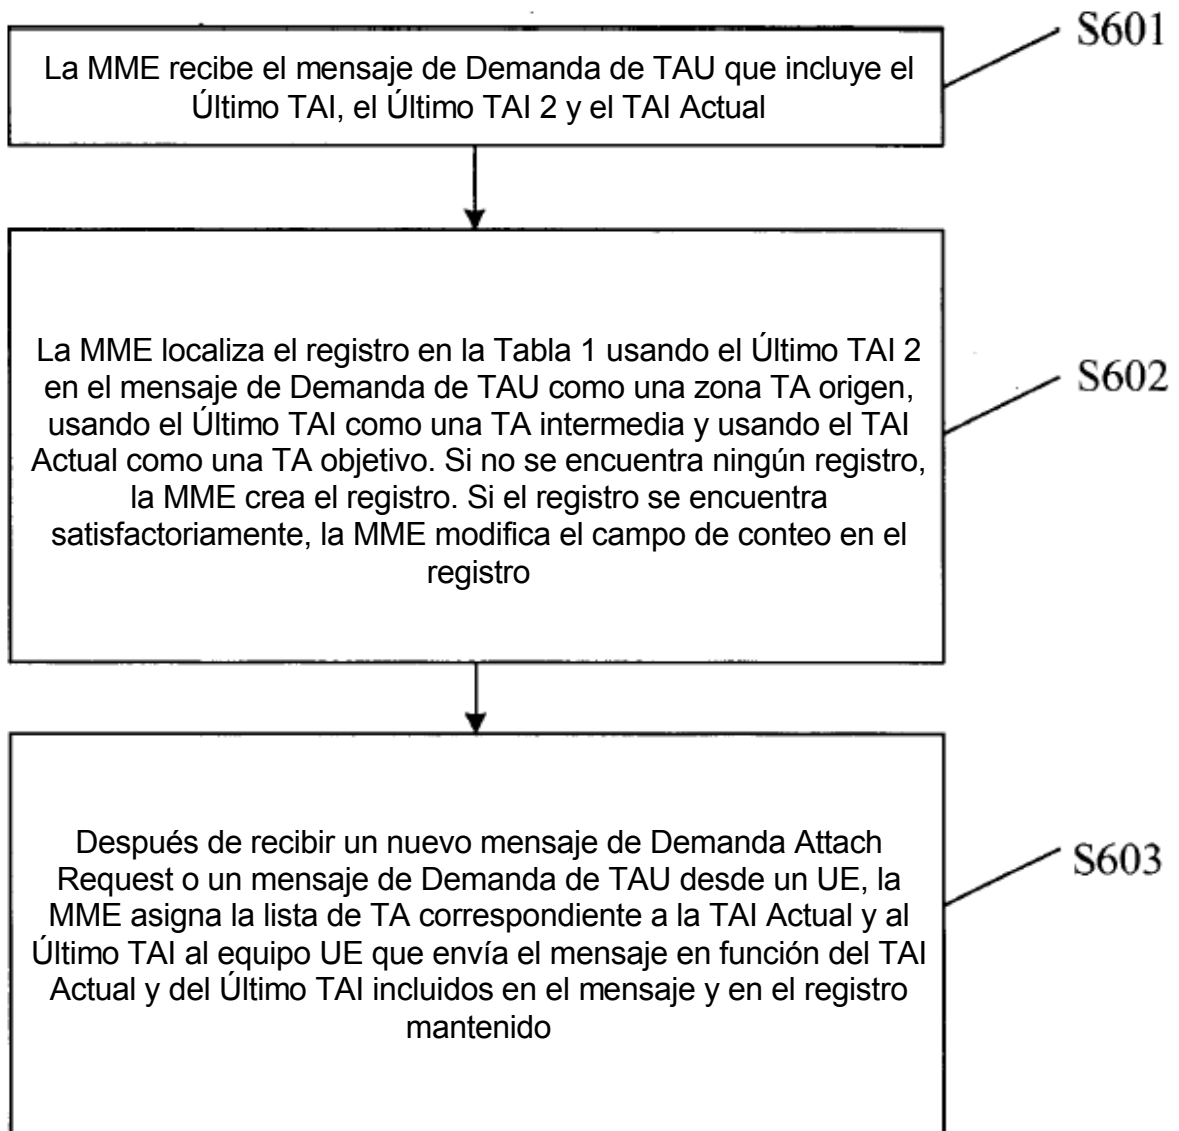 S601
La MME recibe el mensaje de Demanda de TAU que incluye el
Último TAI, el Último TAI 2 y el TAI Actual
La MME localiza el registro en la Tabla 1 usando el Último TAI 2
en el mensaje de Demanda de TAU como una zona TA origen,
usando el Último TAI como una TA intermedia y usando el TAI
Actual como una TA objetivo. Si no se encuentra ningún registro,
la MME crea el registro. Si el registro se encuentra
satisfactoriamente, la MME modifica el campo de conteo en el
registro
S602
Después de recibir un nuevo mensaje de Demanda Attach
Request o un mensaje de Demanda de TAU desde un UE, la
MME asigna la lista de TA correspondiente a la TAI Actual y al
Último TAI al equipo UE que envía el mensaje en función del TAI
Actual y del Último TAI incluidos en el mensaje y en el registro
mantenido
S603